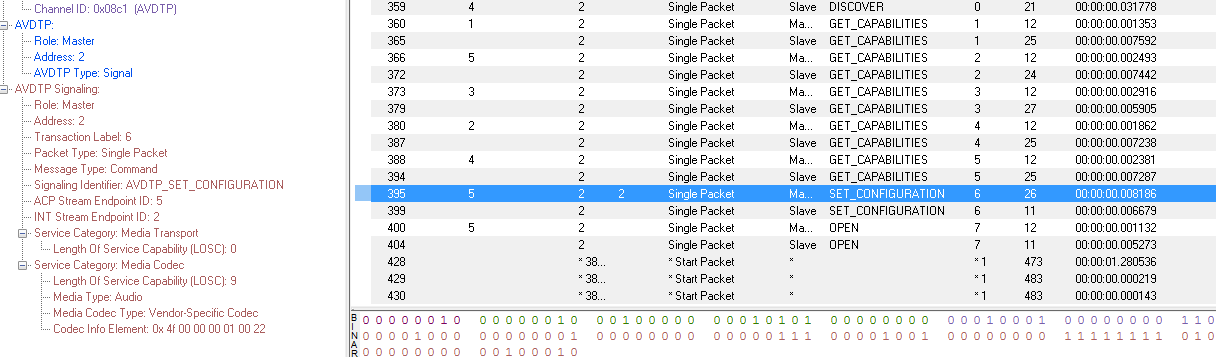 Channel ID: 0x08c1 (AVDTP)
AVDTP:
Role: Master
Address: 2
AVDTP Type: Signal
AVDTP Signaling:
Role: Master
Address: 2
Transaction Label: 6
Packet Type: Single Packet
Message Type: Command
Signaling Identifier: AVDTP_SET_CONFIGURATION
ACP Stream Endpoint ID: 5
INT Stream Endpoint ID: 2
Service Category: Media Transport
Length Of Service Capability (LOSC): 0
Service Category: Media Codec
Length Of Service Capability (LOSC): 9
Media Type: Audio
Media Codec Type: Vendor-Specific Codec
Codec Info Element: 0x 4f 00 00 00 01 00 22
359 4 2 Single Packet Slave DISCOVER 0 21 00:00:00.031778
360 1 2 Single Packet Ma... GET_CAPABILITIES 1 12 00:00:00.001353
365 2 Single Packet Slave GET_CAPABILITIES 1 25 00:00:00.007592
366 5 2 Single Packet Ma... GET_CAPABILITIES 2 12 00:00:00.002493
372 2 Single Packet Slave GET_CAPABILITIES 2 24 00:00:00.007442
373 3 2 Single Packet Ma... GET_CAPABILITIES 3 12 00:00:00.002916
379 2 Single Packet Slave GET_CAPABILITIES 3 27 00:00:00.005905
380 2 2 Single Packet Ma... GET_CAPABILITIES 4 12 00:00:00.001862
387 2 Single Packet Slave GET_CAPABILITIES 4 25 00:00:00.007238
388 4 2 Single Packet Ma... GET_CAPABILITIES 5 12 00:00:00.002381
394 2 Single Packet Slave GET_CAPABILITIES 5 25 00:00:00.007287
395 5 2 2 Single Packet Ma... SET_CONFIGURATION 6 26 00:00:00.008186
399 2 Single Packet Slave SET_CONFIGURATION 6 11 00:00:00.006679
400 5 2 Single Packet Ma... OPEN 7 12 00:00:00.001132
404 2 Single Packet Slave OPEN 7 11 00:00:00.005273
428 * 38... * Start Packet * * 1 473 00:00:01.280536
429 * 38... * Start Packet * * 1 483 00:00:00.000219
430 * 38... * Start Packet * * 1 483 00:00:00.000143
BINAR
00000010 00000010 00100000 00010101 00000000 00010001 00000000 110
00000000 00100010